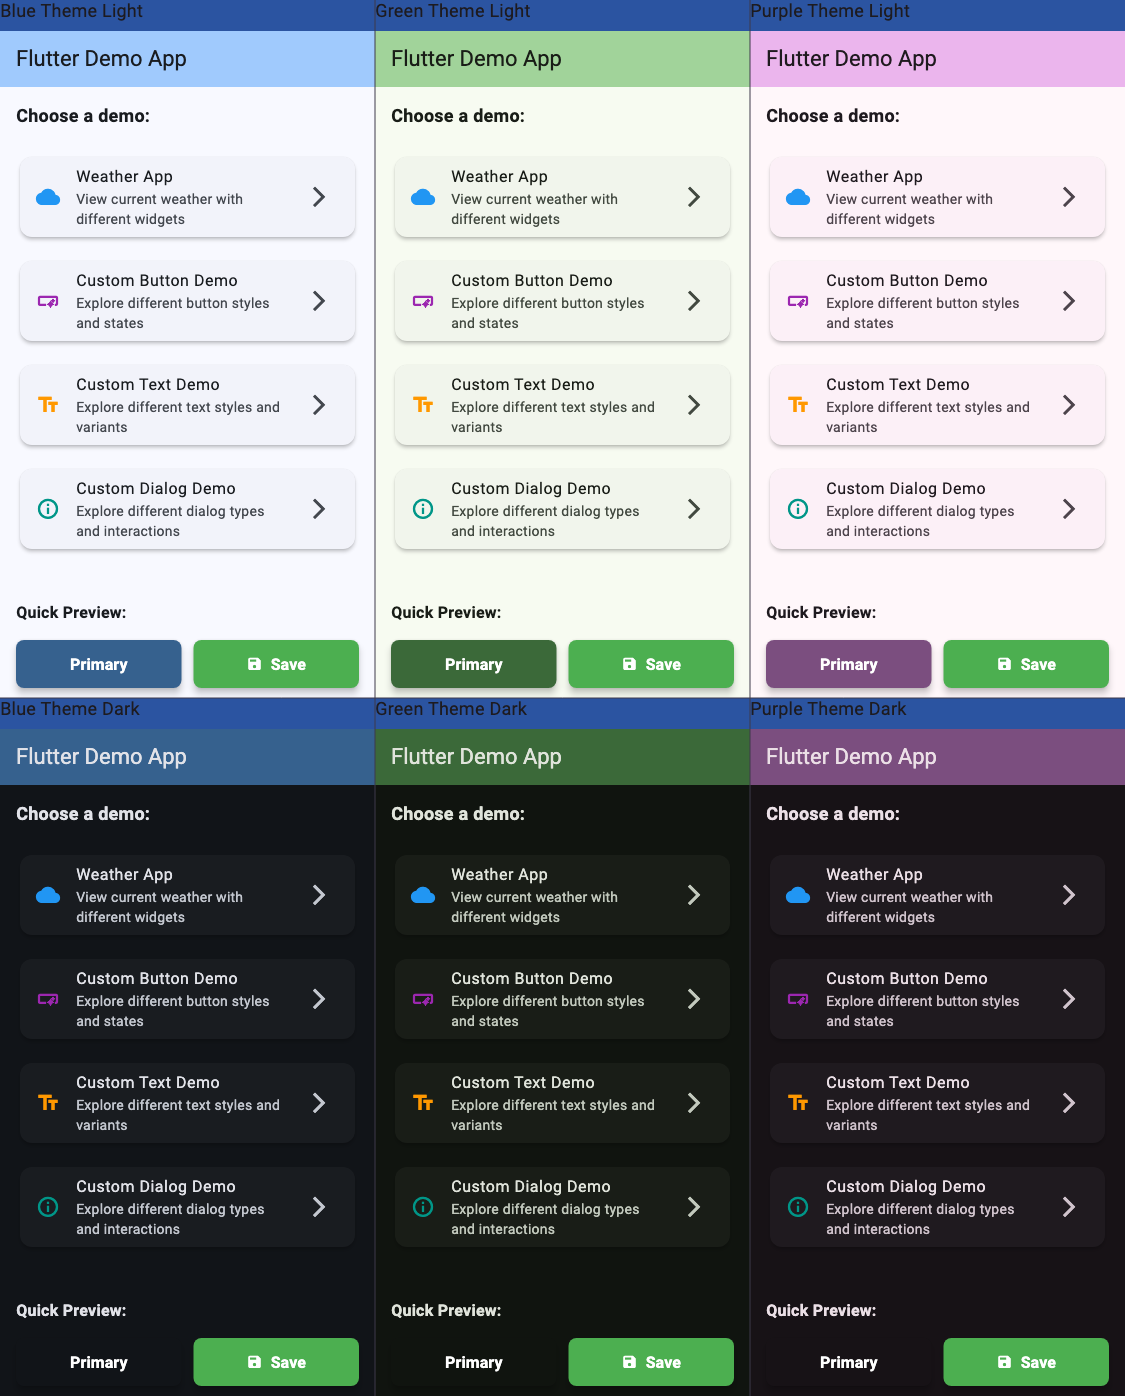 Blue Theme Light
Flutter Demo App
Choose a demo:
Weather App
View current weather with
different widgets
Custom Button Demo
Explore different button styles
and states
Custom Text Demo
Explore different text styles and
variants
Custom Dialog Demo
Explore different dialog types
and interactions
Quick Preview:
Primary
Save
Green Theme Light
Flutter Demo App
Choose a demo:
Weather App
View current weather with
different widgets
Custom Button Demo
Explore different button styles
and states
Custom Text Demo
Explore different text styles and
variants
Custom Dialog Demo
Explore different dialog types
and interactions
Quick Preview:
Primary
Save
Purple Theme Light
Flutter Demo App
Choose a demo:
Weather App
View current weather with
different widgets
Custom Button Demo
Explore different button styles
and states
Custom Text Demo
Explore different text styles and
variants
Custom Dialog Demo
Explore different dialog types
and interactions
Quick Preview:
Primary
Save
Blue Theme Dark
Flutter Demo App
Choose a demo:
Weather App
View current weather with
different widgets
Custom Button Demo
Explore different button styles
and states
Custom Text Demo
Explore different text styles and
variants
Custom Dialog Demo
Explore different dialog types
and interactions
Quick Preview:
Primary
Save
Green Theme Dark
Flutter Demo App
Choose a demo:
Weather App
View current weather with
different widgets
Custom Button Demo
Explore different button styles
and states
Custom Text Demo
Explore different text styles and
variants
Custom Dialog Demo
Explore different dialog types
and interactions
Quick Preview:
Primary
Save
Purple Theme Dark
Flutter Demo App
Choose a demo:
Weather App
View current weather with
different widgets
Custom Button Demo
Explore different button styles
and states
Custom Text Demo
Explore different text styles and
variants
Custom Dialog Demo
Explore different dialog types
and interactions
Quick Preview:
Primary
Save